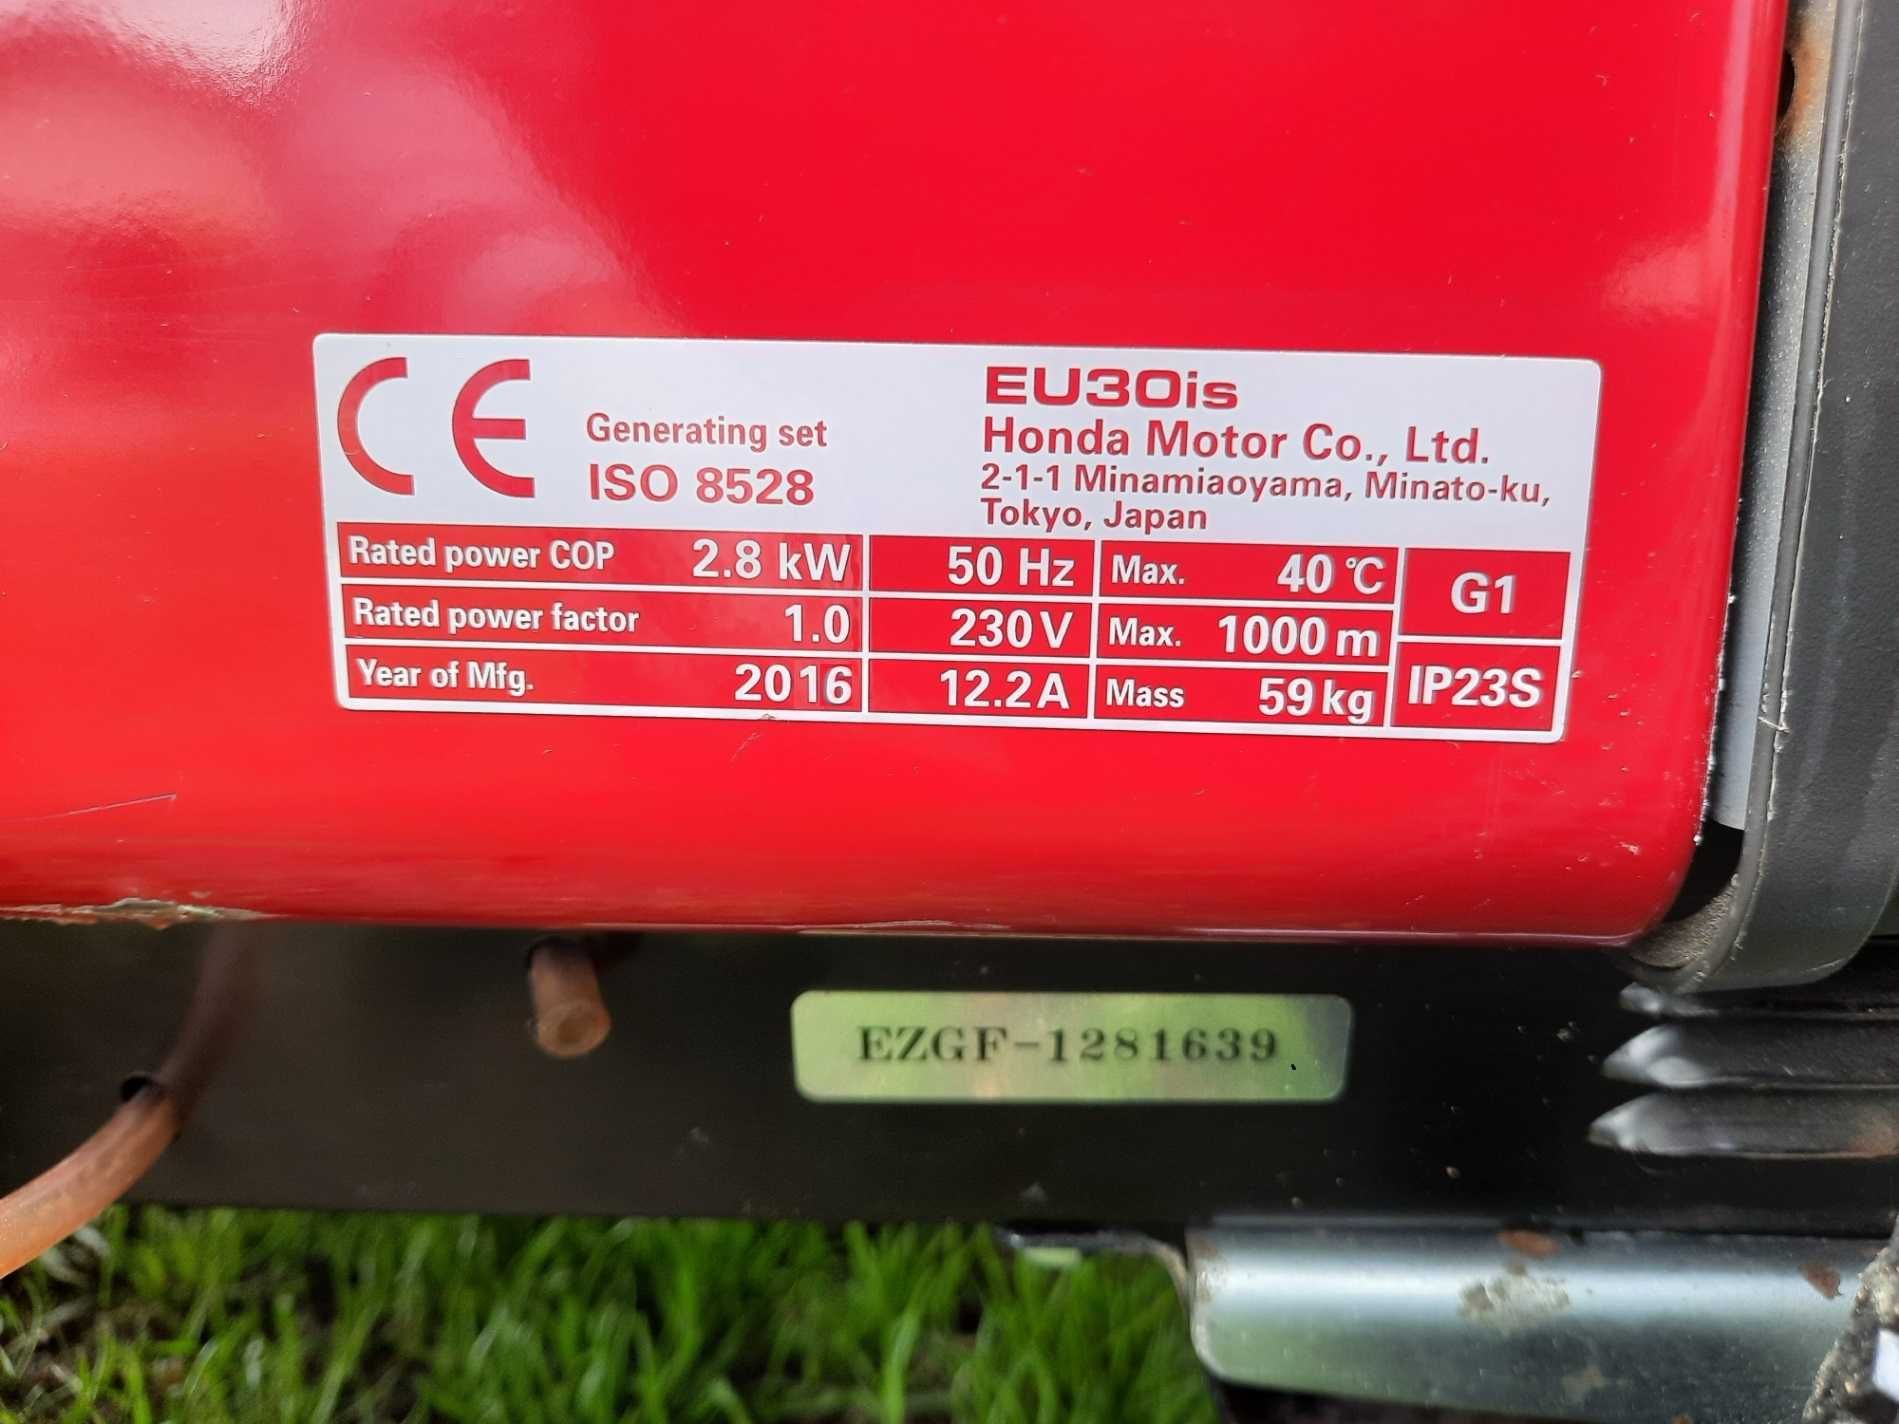 CE
Generating set
ISO 8528
EU30is
Honda Motor Co., Ltd.
2-1-1 Minamiaoyama, Minato-ku,
Tokyo, Japan
Rated power COP 2.8 kW 50 Hz Max. 40 °C G1
Rated power factor 1.0 230 V Max. 1000 m
Year of Mfg. 2016 12.2 A Mass 59 kg IP23S
EZGF-1281639